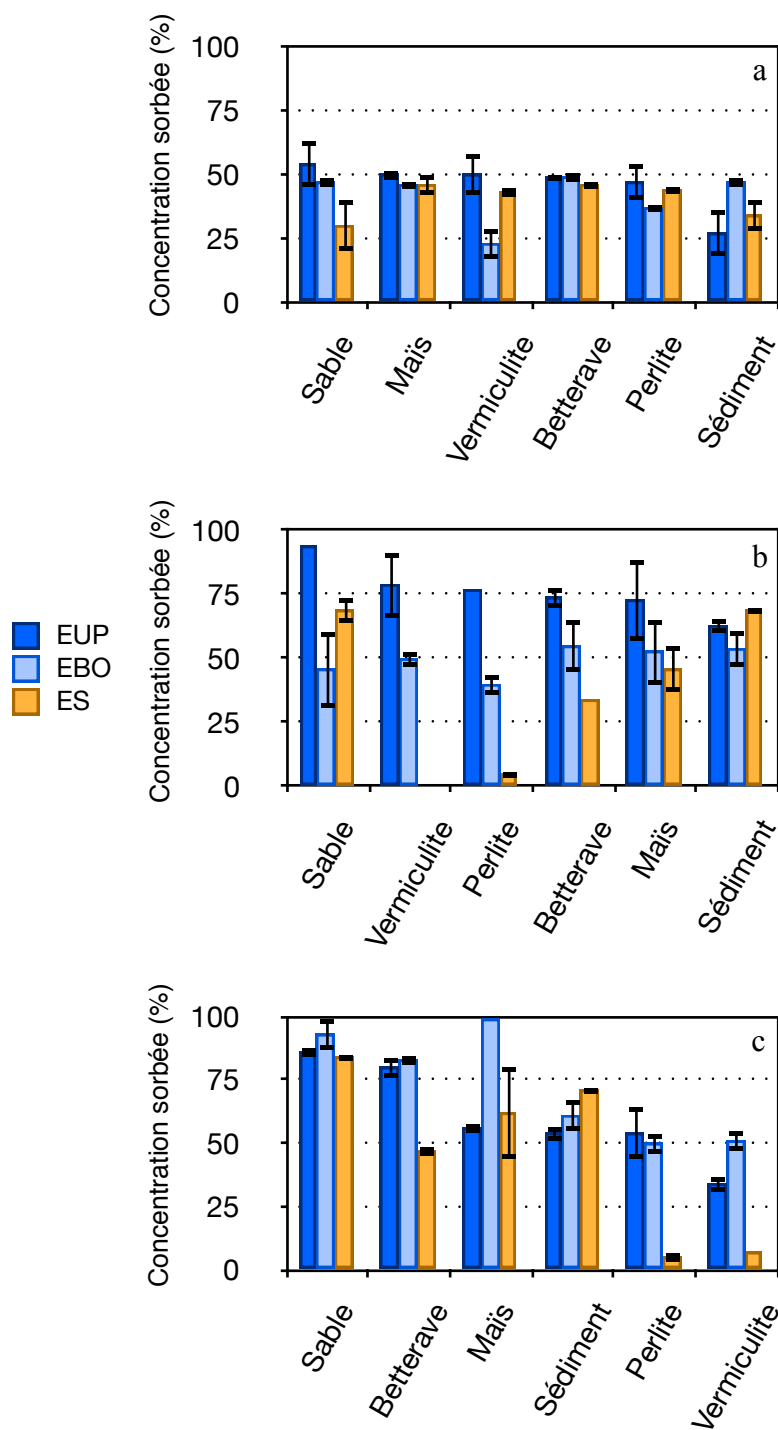 Concentration sorbée (%)
100
75
50
25
0
a
Sable
Maïs
Vermiculite
Betterave
Perlite
Sédiment
EUP
EBO
ES
Concentration sorbée (%)
100
75
50
25
0
b
Sable
Vermiculite
Perlite
Betterave
Maïs
Sédiment
Concentration sorbée (%)
100
75
50
25
0
c
Sable
Betterave
Maïs
Sédiment
Perlite
Vermiculite